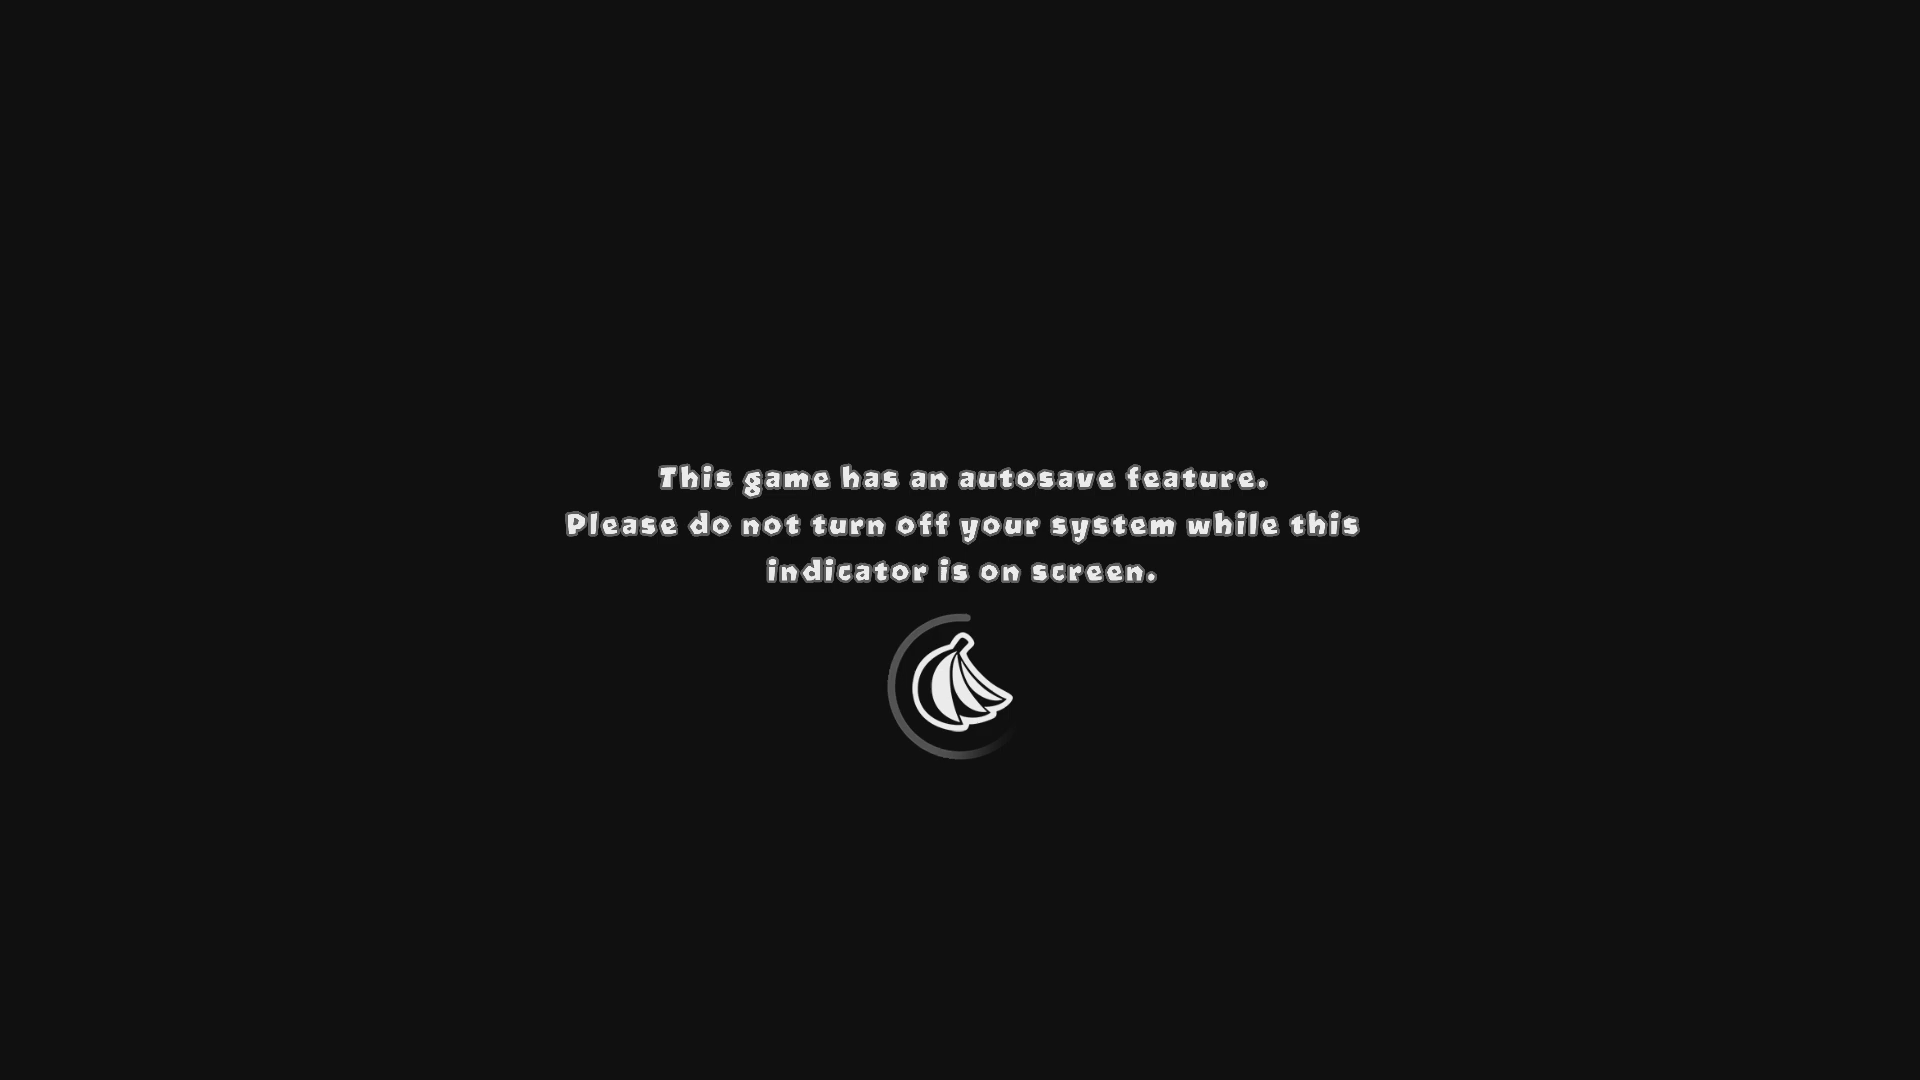 This game has an autosave feature.
Please do not turn off your system while this
indicator is on screen.